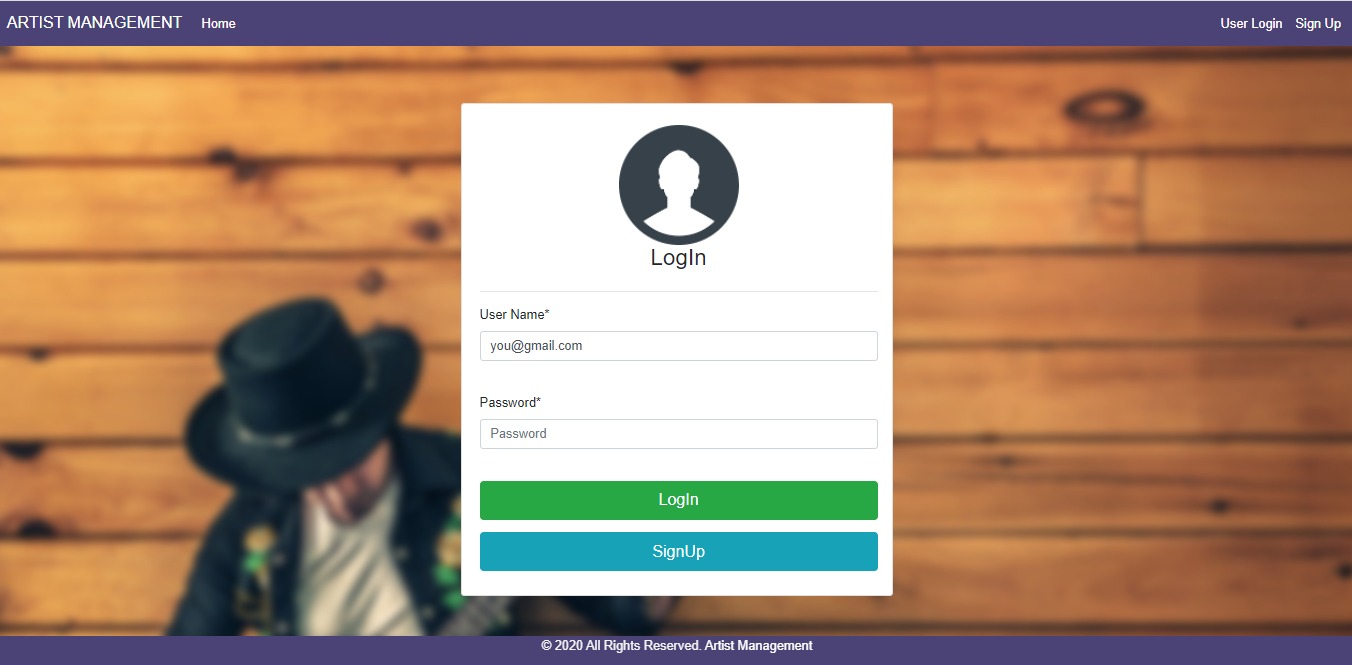 ARTIST MANAGEMENT Home User Login Sign Up
LogIn
User Name*
you@gmail.com
Password*
Password
LogIn
SignUp
© 2020 All Rights Reserved. Artist Management